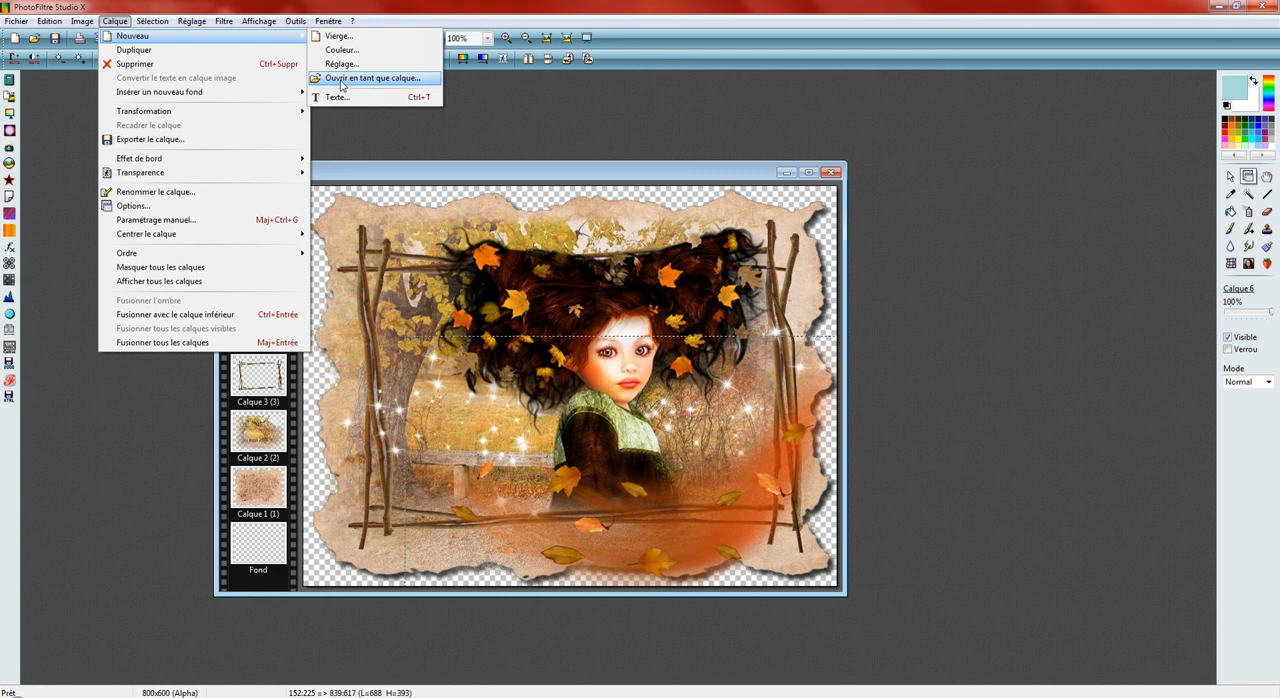 PhotoFiltre Studio X
Fichier Edition Image Calque Sélection Réglage Filtre Affichage Outils Fenêtre ?
100%
Nouveau
Dupliquer
Supprimer Ctrl+Suppr
Convertir le texte en calque image
Insérer un nouveau fond
Transformation
Recadrer le calque
Exporter le calque...
Effet de bord
Transparence
Renommer le calque...
Options...
Paramétrage manuel... Maj+Ctrl+G
Centrer le calque
Ordre
Masquer tous les calques
Afficher tous les calques
Fusionner l'ombre
Fusionner avec le calque inférieur Ctrl+Entrée
Fusionner tous les calques visibles
Fusionner tous les calques Maj+Entrée
Vierge...
Couleur...
Réglage...
Ouvrir en tant que calque...
T Texte... Ctrl+T
Calque 3 (3)
Calque 2 (2)
Calque 1 (1)
Fond
Calque 6
100%
Visible
Verrou
Mode
Normal
Prêt 800x600 (Alpha) 152:225 => 839:617 (L=688 H=393)